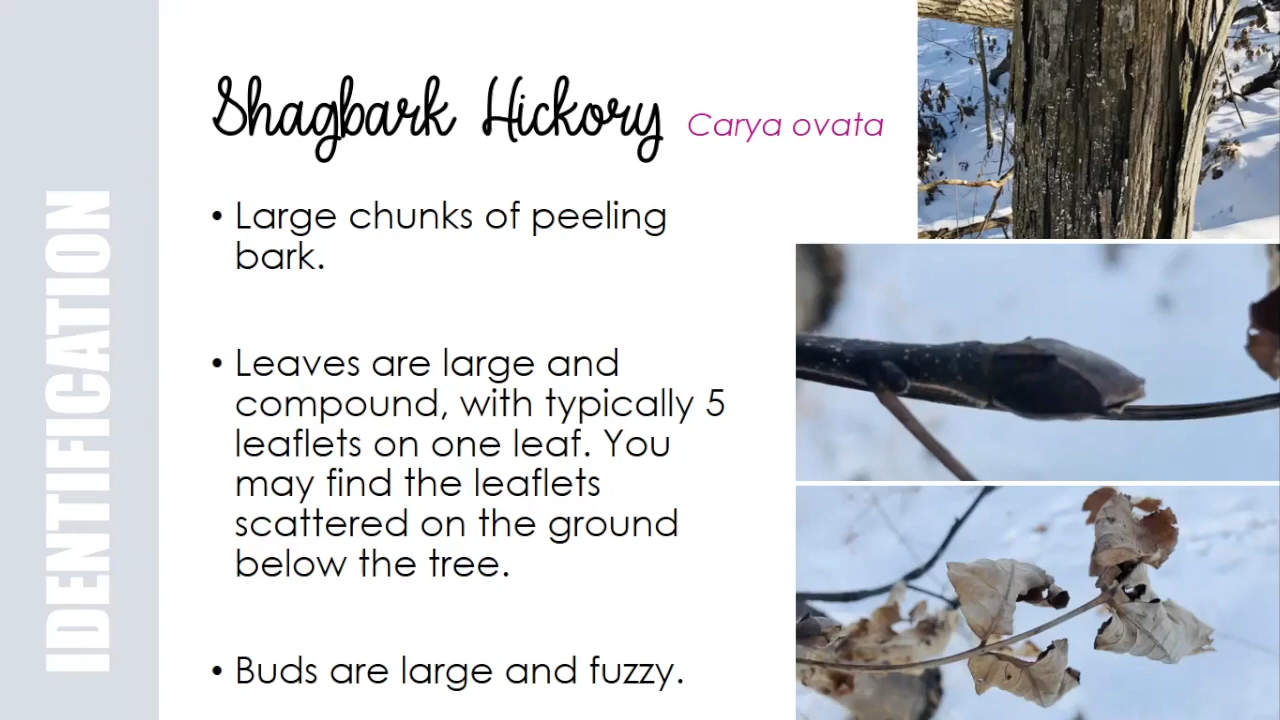 IDENTIFICATION
Shagbark Hickory Carya ovata
• Large chunks of peeling
bark.
• Leaves are large and
compound, with typically 5
leaflets on one leaf. You
may find the leaflets
scattered on the ground
below the tree.
• Buds are large and fuzzy.